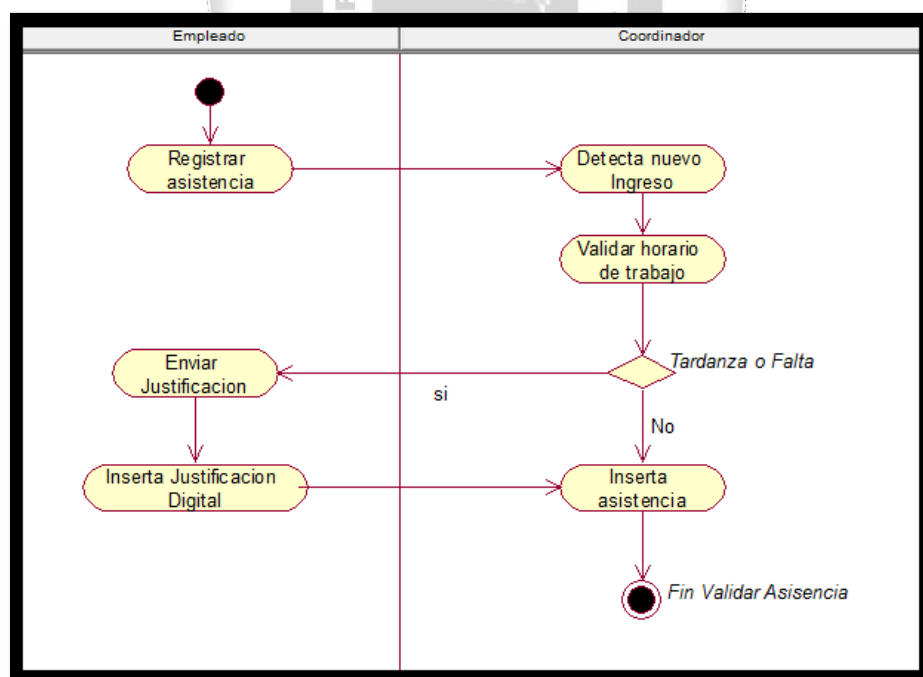 Empleado
Coordinador
Registrar
asistencia
Detecta nuevo
Ingreso
Validar horario
de trabajo
Tardanza o Falta
Enviar
Justificacion
si
No
Inserta Justificacion
Digital
Inserta
asistencia
Fin Validar Asisencia